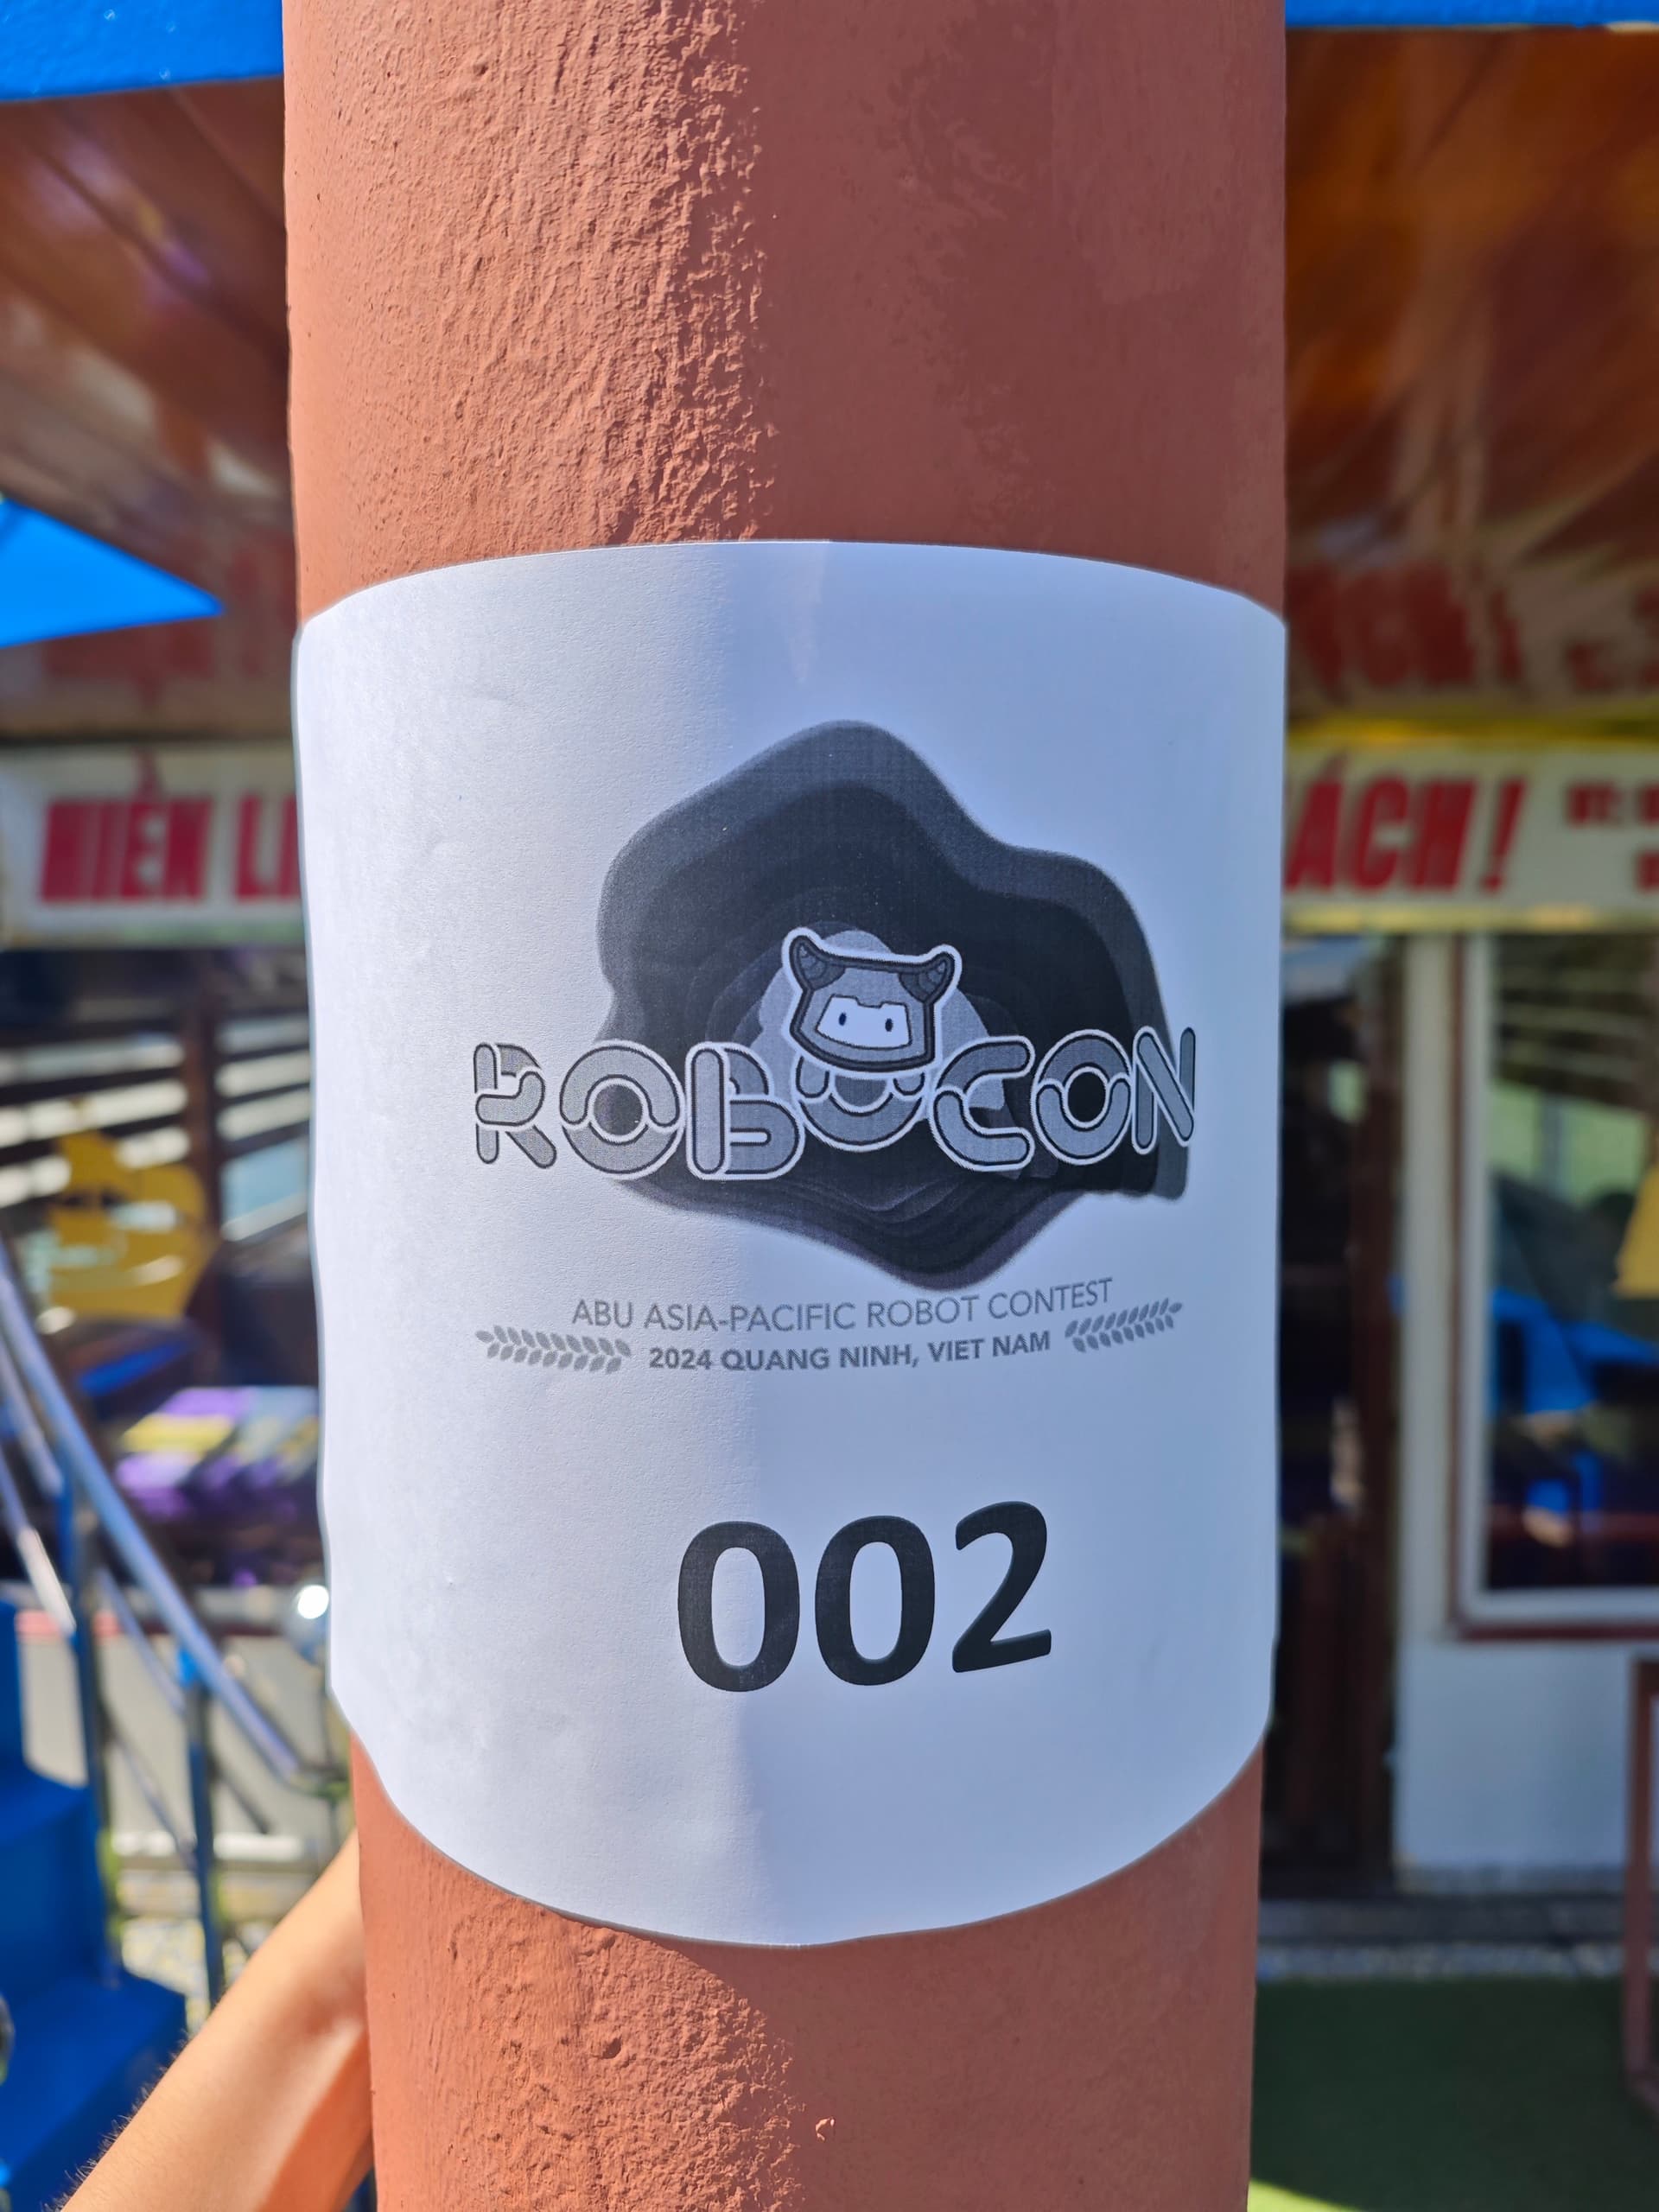 ROBOCON
ABU ASIA-PACIFIC ROBOT CONTEST
2024 QUANG NINH, VIET NAM
002